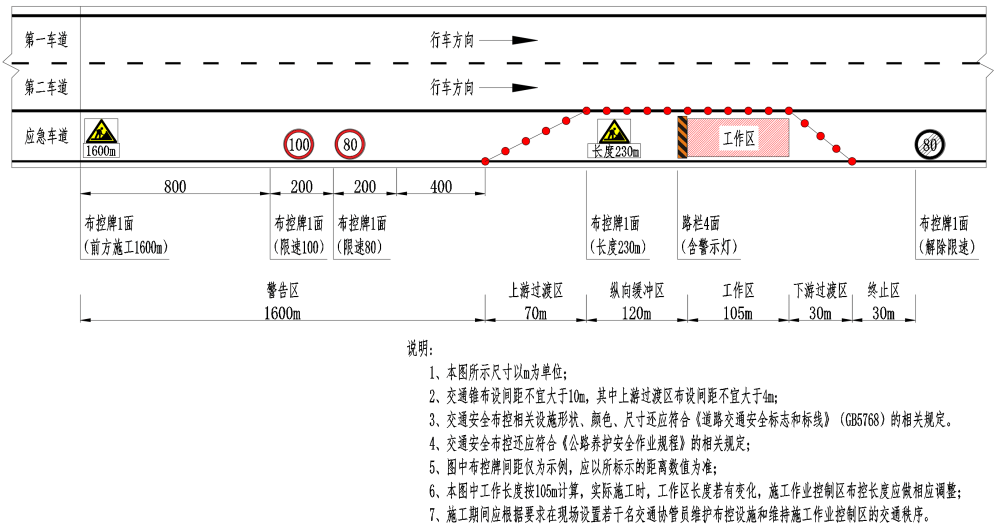 第一车道
行车方向
第二车道
行车方向
应急车道
1600m
100
80
长度230m
工作区
80
800
200
200
400
布控牌1面
(前方施工1600m)
布控牌1面
(限速100)
布控牌1面
(限速80)
布控牌1面
(长度230m)
路栏4面
(含警示灯)
布控牌1面
(解除限速)
警告区
上游过渡区
纵向缓冲区
工作区
下游过渡区
终止区
1600m
70m
120m
105m
30m
30m
说明:
1、本图所示尺寸以m为单位;
2、交通锥布设间距不宜大于10m, 其中上游过渡区布设间距不宜大于4m;
3、交通安全布控相关设施形状、颜色、尺寸还应符合《道路交通安全标志和标线》(GB5768)的相关规定。
4、交通安全布控还应符合《公路养护安全作业规程》的相关规定;
5、图中布控牌间距仅为示例, 应以所标示的距离数值为准;
6、本图中工作长度按105m计算, 实际施工时, 工作区长度若有变化, 施工作业控制区布控长度应做相应调整;
7、施工期间应根据要求在现场设置若干名交通协管员维护布控设施和维持施工作业控制区的交通秩序。